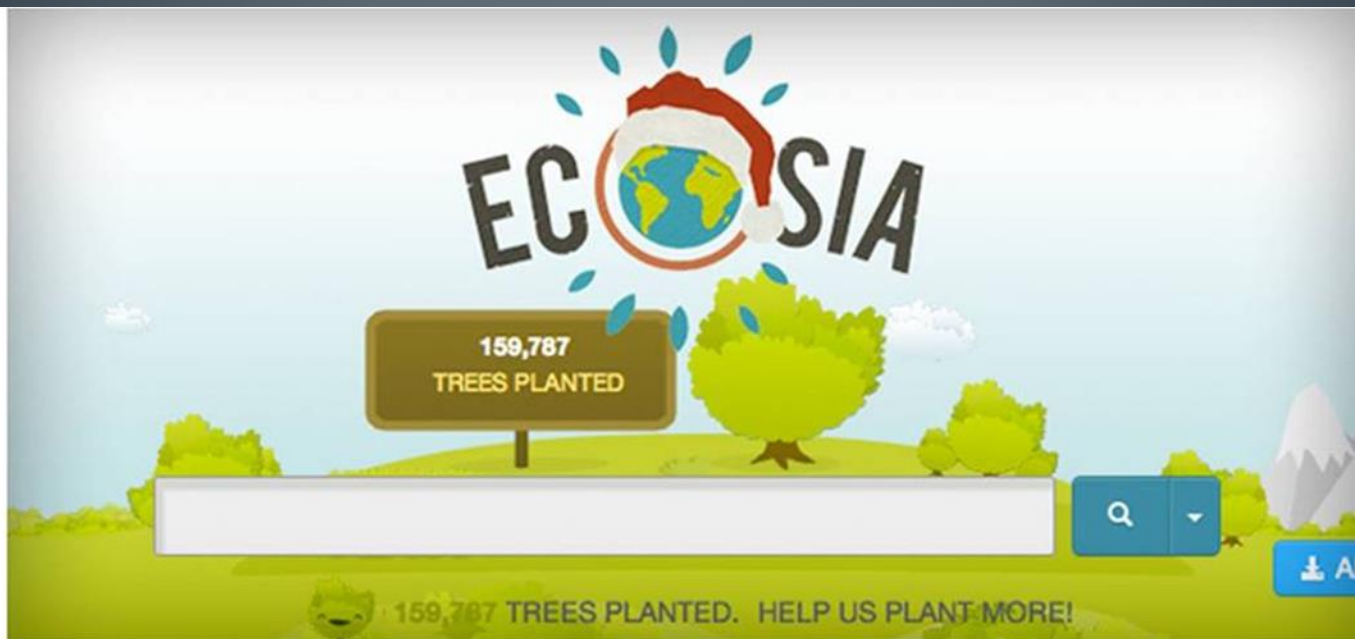 ECOSIA
159,787
TREES PLANTED
A
159,787 TREES PLANTED. HELP US PLANT MORE!